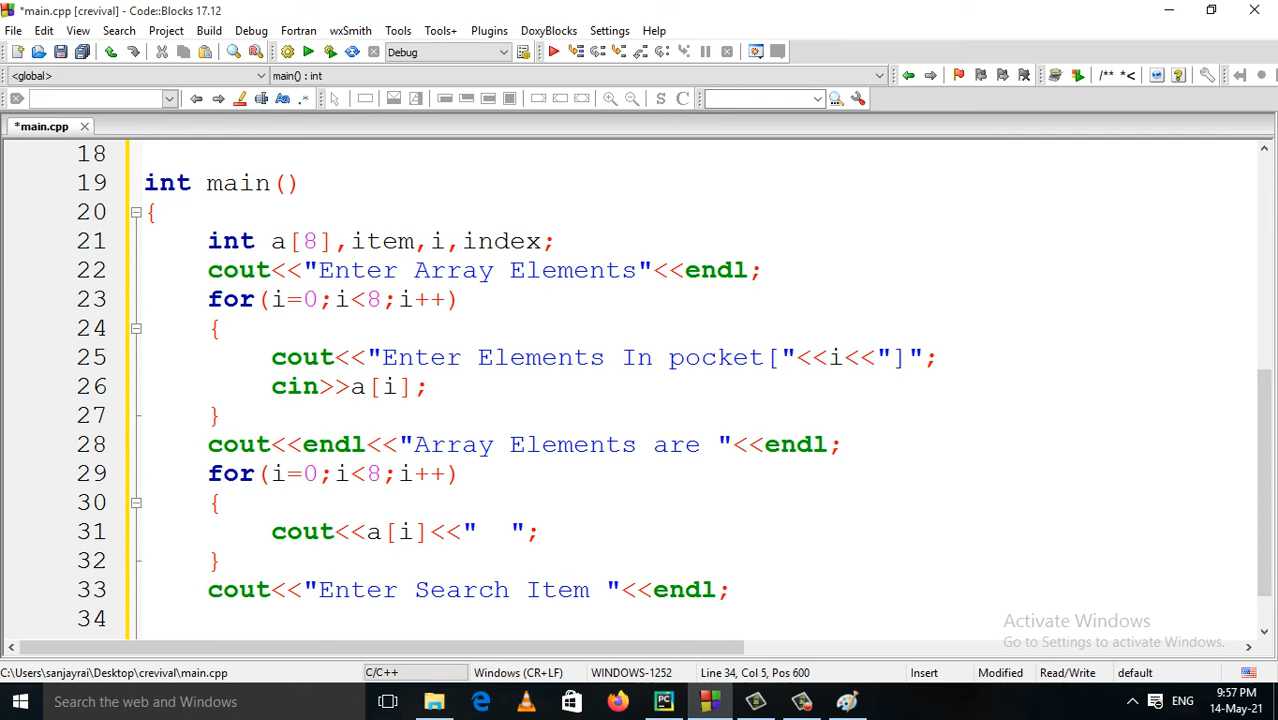 *main.cpp [crevival] - Code::Blocks 17.12
File Edit View Search Project Build Debug Fortran wxSmith Tools Tools+ Plugins DoxyBlocks Settings Help
Debug
<global> main() : int
/** *<
S C
*main.cpp
18
19 int main()
20 {
21 int a[8],item,i,index;
22 cout<<"Enter Array Elements"<<endl;
23 for(i=0;i<8;i++)
24 {
25 cout<<"Enter Elements In pocket["<<i<<"]";
26 cin>>a[i];
27 }
28 cout<<endl<<"Array Elements are "<<endl;
29 for(i=0;i<8;i++)
30 {
31 cout<<a[i]<<"  ";
32 }
33 cout<<"Enter Search Item "<<endl;
34
Activate Windows
Go to Settings to activate Windows.
C:\Users\sanjayrai\Desktop\crevival\main.cpp C/C++ Windows (CR+LF) WINDOWS-1252 Line 34, Col 5, Pos 600 Insert Modified Read/Write default
Search the web and Windows
PC
ENG
9:57 PM
14-May-21